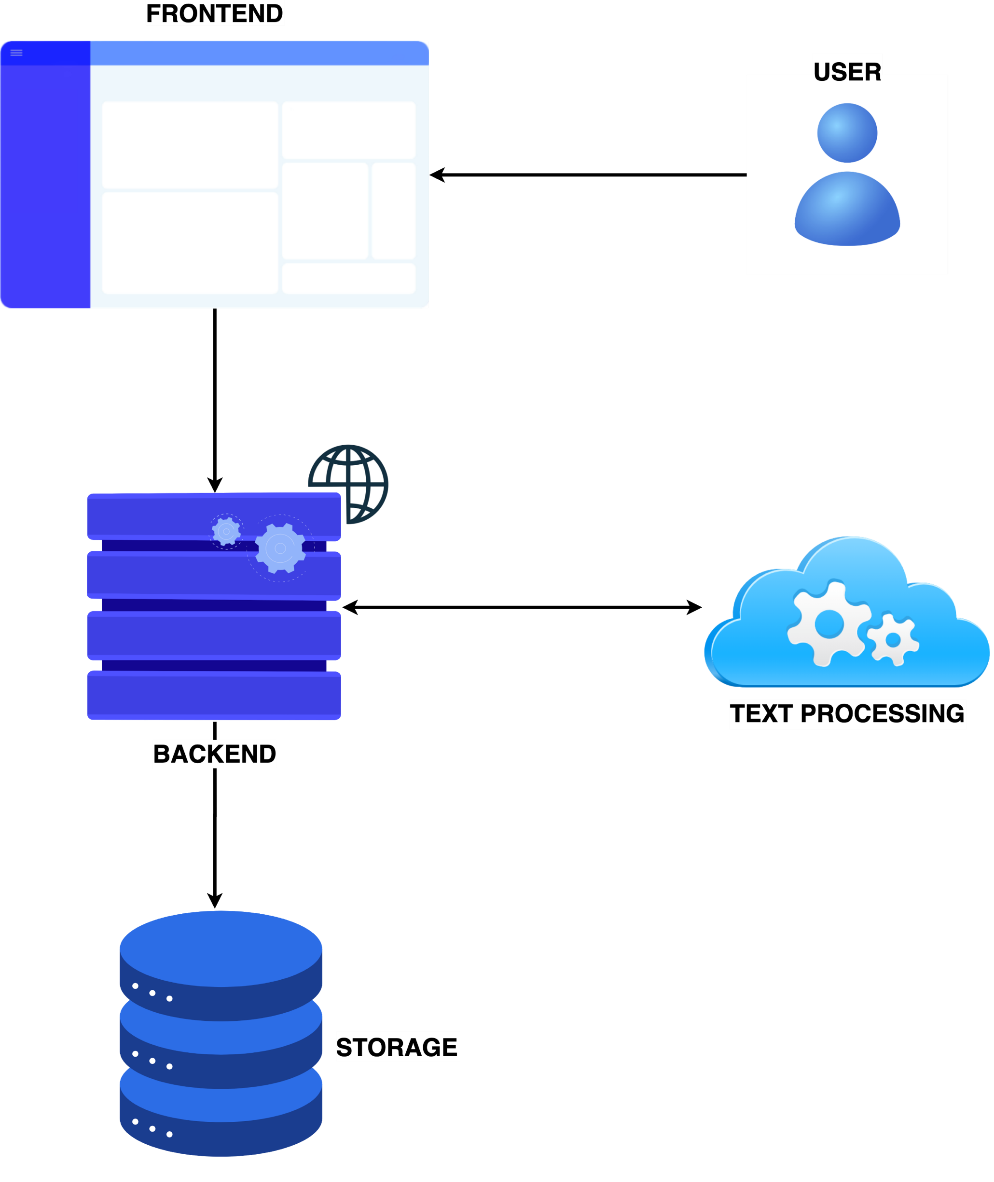 FRONTEND
USER
BACKEND
TEXT PROCESSING
STORAGE